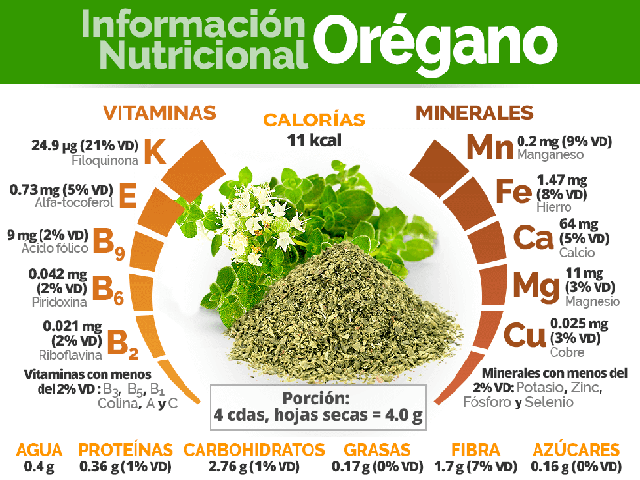 Información
Nutricional
Orégano
VITAMINAS
CALORÍAS
11 kcal
MINERALES
24.9 µg (21% VD)
Filoquinona
K
0.73 mg (5% VD)
Alfa-tocoferol
E
9 mg (2% VD)
Ácido fólico
B9
0.042 mg
(2% VD)
Piridoxina
B6
0.021 mg
(2% VD)
Riboflavina
B2
Vitaminas con menos
del 2% VD : B3, B5, B1
Colina, A y C
Mn
0.2 mg (9% VD)
Manganeso
Fe
1.47 mg
(8% VD)
Hierro
Ca
64 mg
(5% VD)
Calcio
Mg
11 mg
(3% VD)
Magnesio
Cu
0.025 mg
(3% VD)
Cobre
Minerales con menos del
2% VD: Potasio, Zinc,
Fósforo y Selenio
Porción:
4 cdas, hojas secas = 4.0 g
AGUA
0.4 g
PROTEÍNAS
0.36 g (1% VD)
CARBOHIDRATOS
2.76 g (1% VD)
GRASAS
0.17 g (0% VD)
FIBRA
1.7 g (7% VD)
AZÚCARES
0.16 g (0% VD)